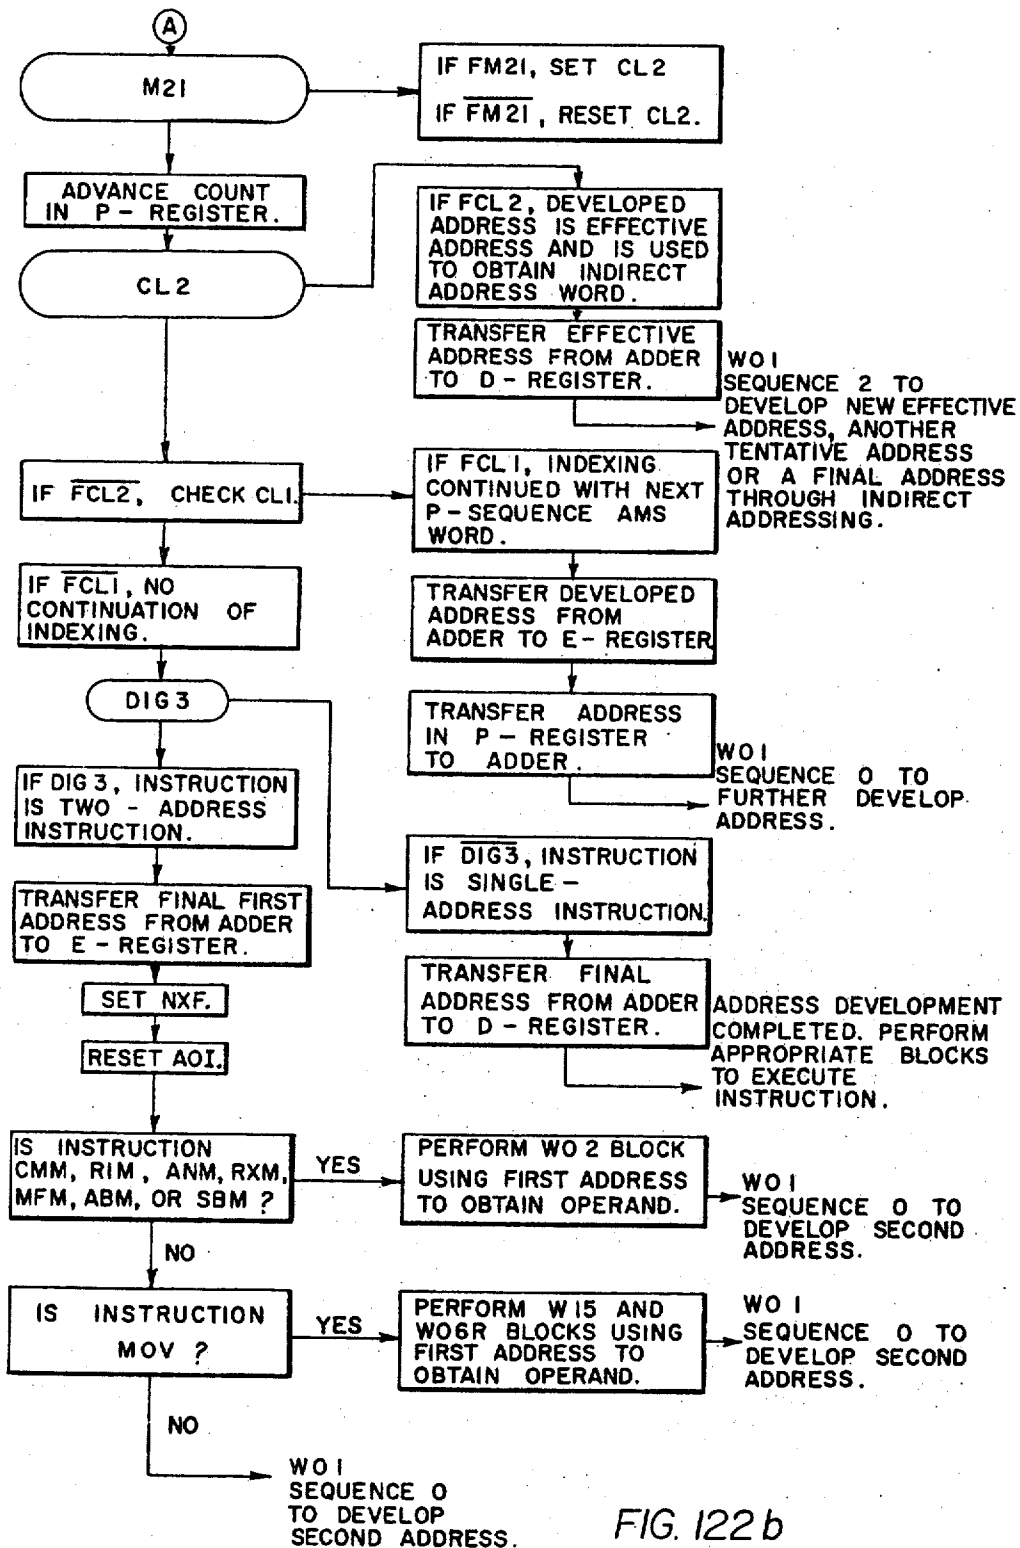 A
M21
IF FM21, SET CL2
IF F̅M̅2̅1̅, RESET CL2.
ADVANCE COUNT
IN P - REGISTER.
CL2
IF FCL2, DEVELOPED
ADDRESS IS EFFECTIVE
ADDRESS AND IS USED
TO OBTAIN INDIRECT
ADDRESS WORD.
TRANSFER EFFECTIVE
ADDRESS FROM ADDER
TO D - REGISTER.
WO1
SEQUENCE 2 TO
DEVELOP NEW EFFECTIVE
ADDRESS, ANOTHER
TENTATIVE ADDRESS
OR A FINAL ADDRESS
THROUGH INDIRECT
ADDRESSING.
IF F̅C̅L̅2̅, CHECK CL1.
IF FCL1, INDEXING
CONTINUED WITH NEXT
P-SEQUENCE AMS
WORD.
IF F̅C̅L̅1̅, NO
CONTINUATION OF
INDEXING.
TRANSFER DEVELOPED
ADDRESS FROM
ADDER TO E - REGISTER.
DIG3
TRANSFER ADDRESS
IN P - REGISTER
TO ADDER.
WO1
SEQUENCE 0 TO
FURTHER DEVELOP
ADDRESS.
IF DIG3, INSTRUCTION
IS TWO - ADDRESS
INSTRUCTION.
IF D̅I̅G̅3̅, INSTRUCTION
IS SINGLE -
ADDRESS INSTRUCTION.
TRANSFER FINAL FIRST
ADDRESS FROM ADDER
TO E - REGISTER.
TRANSFER FINAL
ADDRESS FROM ADDER
TO D - REGISTER.
ADDRESS DEVELOPMENT
COMPLETED. PERFORM
APPROPRIATE BLOCKS
TO EXECUTE
INSTRUCTION.
SET NXF.
RESET AOI.
IS INSTRUCTION
CMM, RIM, ANM, RXM,
MFM, ABM, OR SBM ?
YES
PERFORM WO2 BLOCK
USING FIRST ADDRESS
TO OBTAIN OPERAND.
WO1
SEQUENCE 0 TO
DEVELOP SECOND
ADDRESS.
NO
IS INSTRUCTION
MOV ?
YES
PERFORM W15 AND
WO6R BLOCKS USING
FIRST ADDRESS TO
OBTAIN OPERAND.
WO1
SEQUENCE 0 TO
DEVELOP SECOND
ADDRESS.
NO
WO1
SEQUENCE 0
TO DEVELOP
SECOND ADDRESS.
FIG. 122b